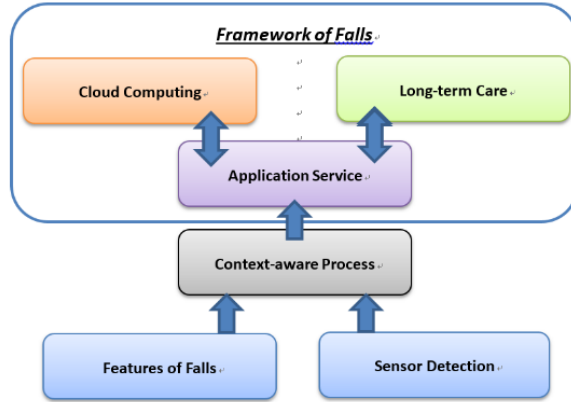 Framework of Falls
Cloud Computing
Long-term Care
Application Service
Context-aware Process
Features of Falls
Sensor Detection